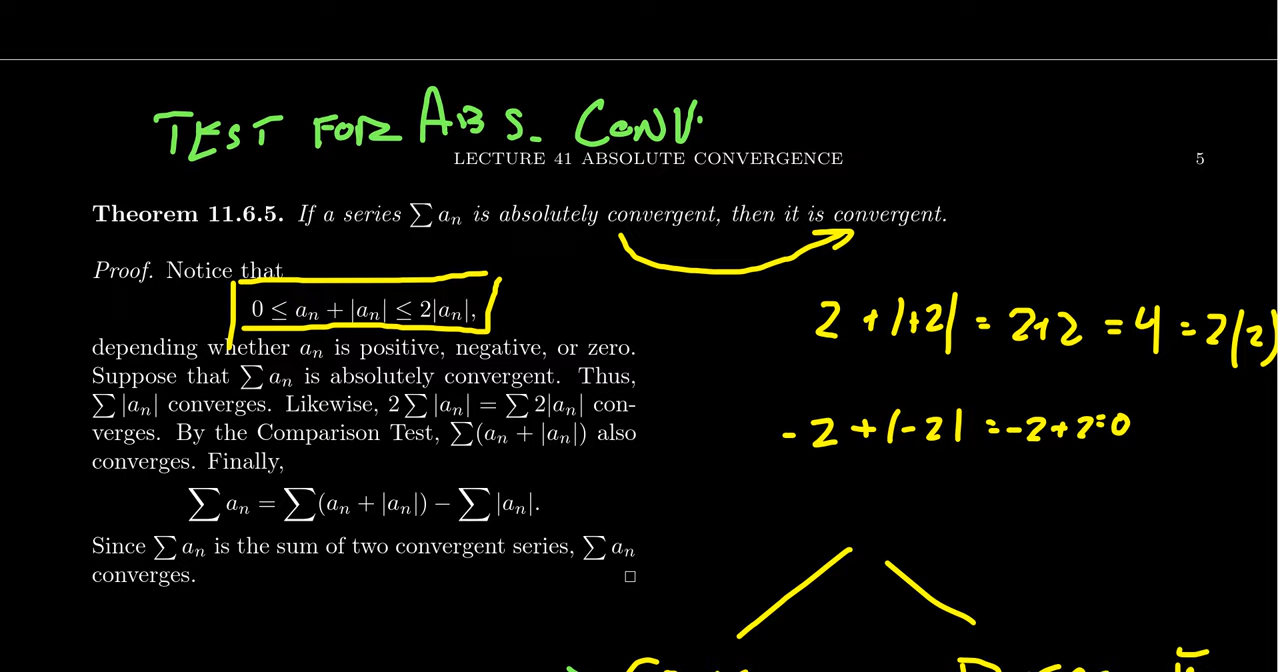 TEST FOR ABS. CONV.
LECTURE 41 ABSOLUTE CONVERGENCE 5
Theorem 11.6.5. If a series ∑ aₙ is absolutely convergent, then it is convergent.
Proof. Notice that
0 ≤ aₙ + |aₙ| ≤ 2|aₙ|,
2 + |+2| = 2+2 = 4 = 2(2)
depending whether aₙ is positive, negative, or zero.
Suppose that ∑ aₙ is absolutely convergent. Thus,
∑ |aₙ| converges. Likewise, 2∑ |aₙ| = ∑ 2|aₙ| con-
verges. By the Comparison Test, ∑(aₙ + |aₙ|) also
-2 + |-2| = -2+2=0
converges. Finally,
∑ aₙ = ∑(aₙ + |aₙ|) − ∑ |aₙ|.
Since ∑ aₙ is the sum of two convergent series, ∑ aₙ
converges. □